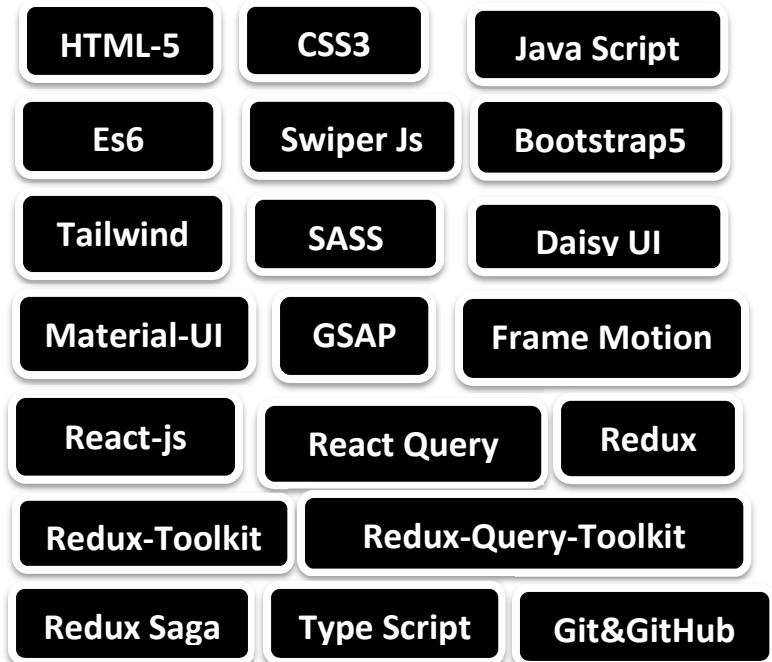 HTML-5 CSS3 Java Script
Es6 Swiper Js Bootstrap5
Tailwind SASS Daisy UI
Material-UI GSAP Frame Motion
React-js React Query Redux
Redux-Toolkit Redux-Query-Toolkit
Redux Saga Type Script Git&GitHub